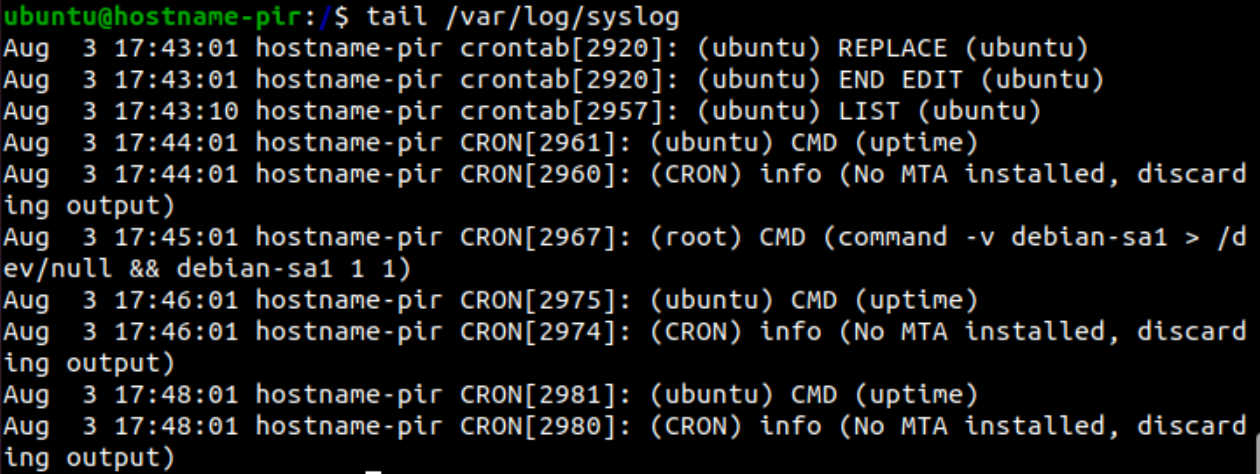 ubuntu@hostname-pir:/$ tail /var/log/syslog
Aug  3 17:43:01 hostname-pir crontab[2920]: (ubuntu) REPLACE (ubuntu)
Aug  3 17:43:01 hostname-pir crontab[2920]: (ubuntu) END EDIT (ubuntu)
Aug  3 17:43:10 hostname-pir crontab[2957]: (ubuntu) LIST (ubuntu)
Aug  3 17:44:01 hostname-pir CRON[2961]: (ubuntu) CMD (uptime)
Aug  3 17:44:01 hostname-pir CRON[2960]: (CRON) info (No MTA installed, discard
ing output)
Aug  3 17:45:01 hostname-pir CRON[2967]: (root) CMD (command -v debian-sa1 > /d
ev/null && debian-sa1 1 1)
Aug  3 17:46:01 hostname-pir CRON[2975]: (ubuntu) CMD (uptime)
Aug  3 17:46:01 hostname-pir CRON[2974]: (CRON) info (No MTA installed, discard
ing output)
Aug  3 17:48:01 hostname-pir CRON[2981]: (ubuntu) CMD (uptime)
Aug  3 17:48:01 hostname-pir CRON[2980]: (CRON) info (No MTA installed, discard
ing output)